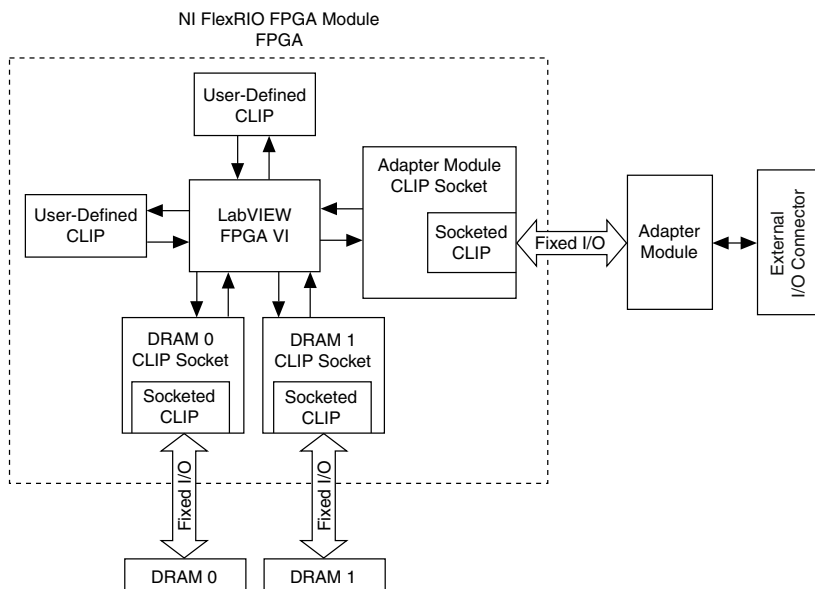 NI FlexRIO FPGA Module
FPGA
User-Defined
CLIP
Adapter Module
CLIP Socket
User-Defined
CLIP
LabVIEW
FPGA VI
Socketed
CLIP
Fixed I/O
Adapter
Module
External
I/O Connector
DRAM 0
CLIP Socket
DRAM 1
CLIP Socket
Socketed
CLIP
Socketed
CLIP
Fixed I/O
Fixed I/O
DRAM 0
DRAM 1